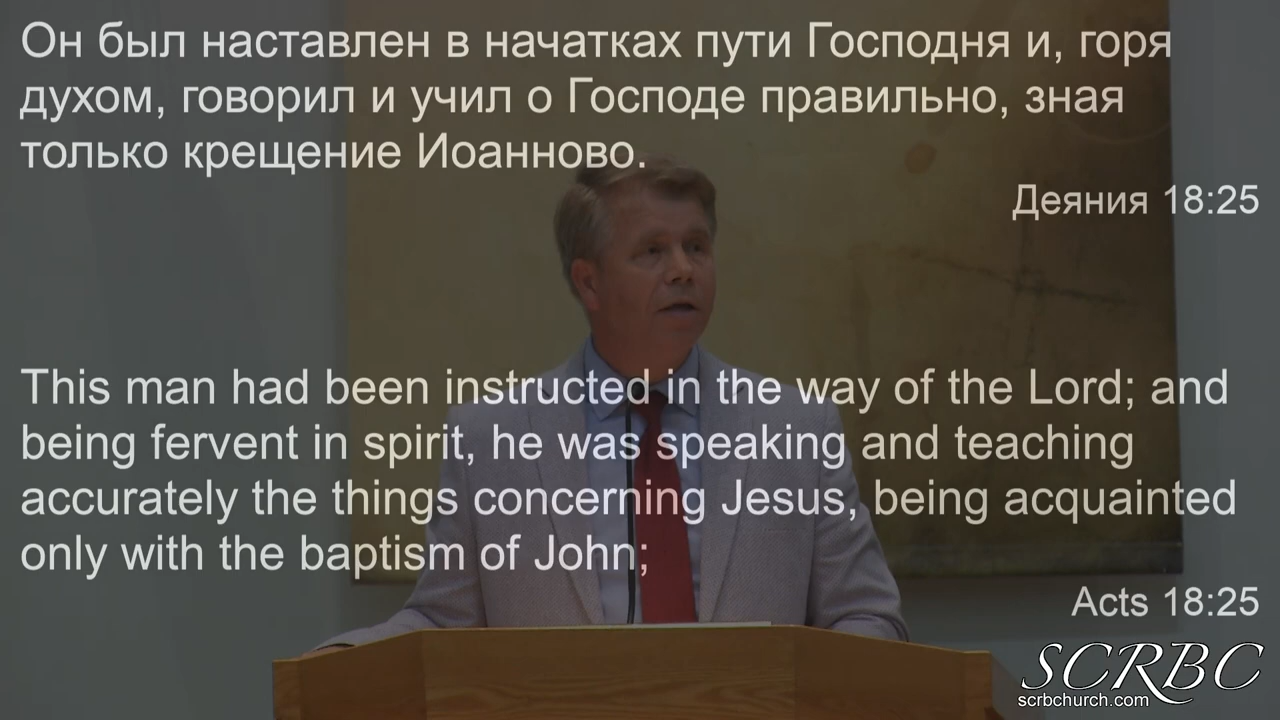 Он был наставлен в начатках пути Господня и, горя
духом, говорил и учил о Господе правильно, зная
только крещение Иоанново.
Деяния 18:25
This man had been instructed in the way of the Lord; and
being fervent in spirit, he was speaking and teaching
accurately the things concerning Jesus, being acquainted
only with the baptism of John;
Acts 18:25
SCRBC
scrbchurch.com